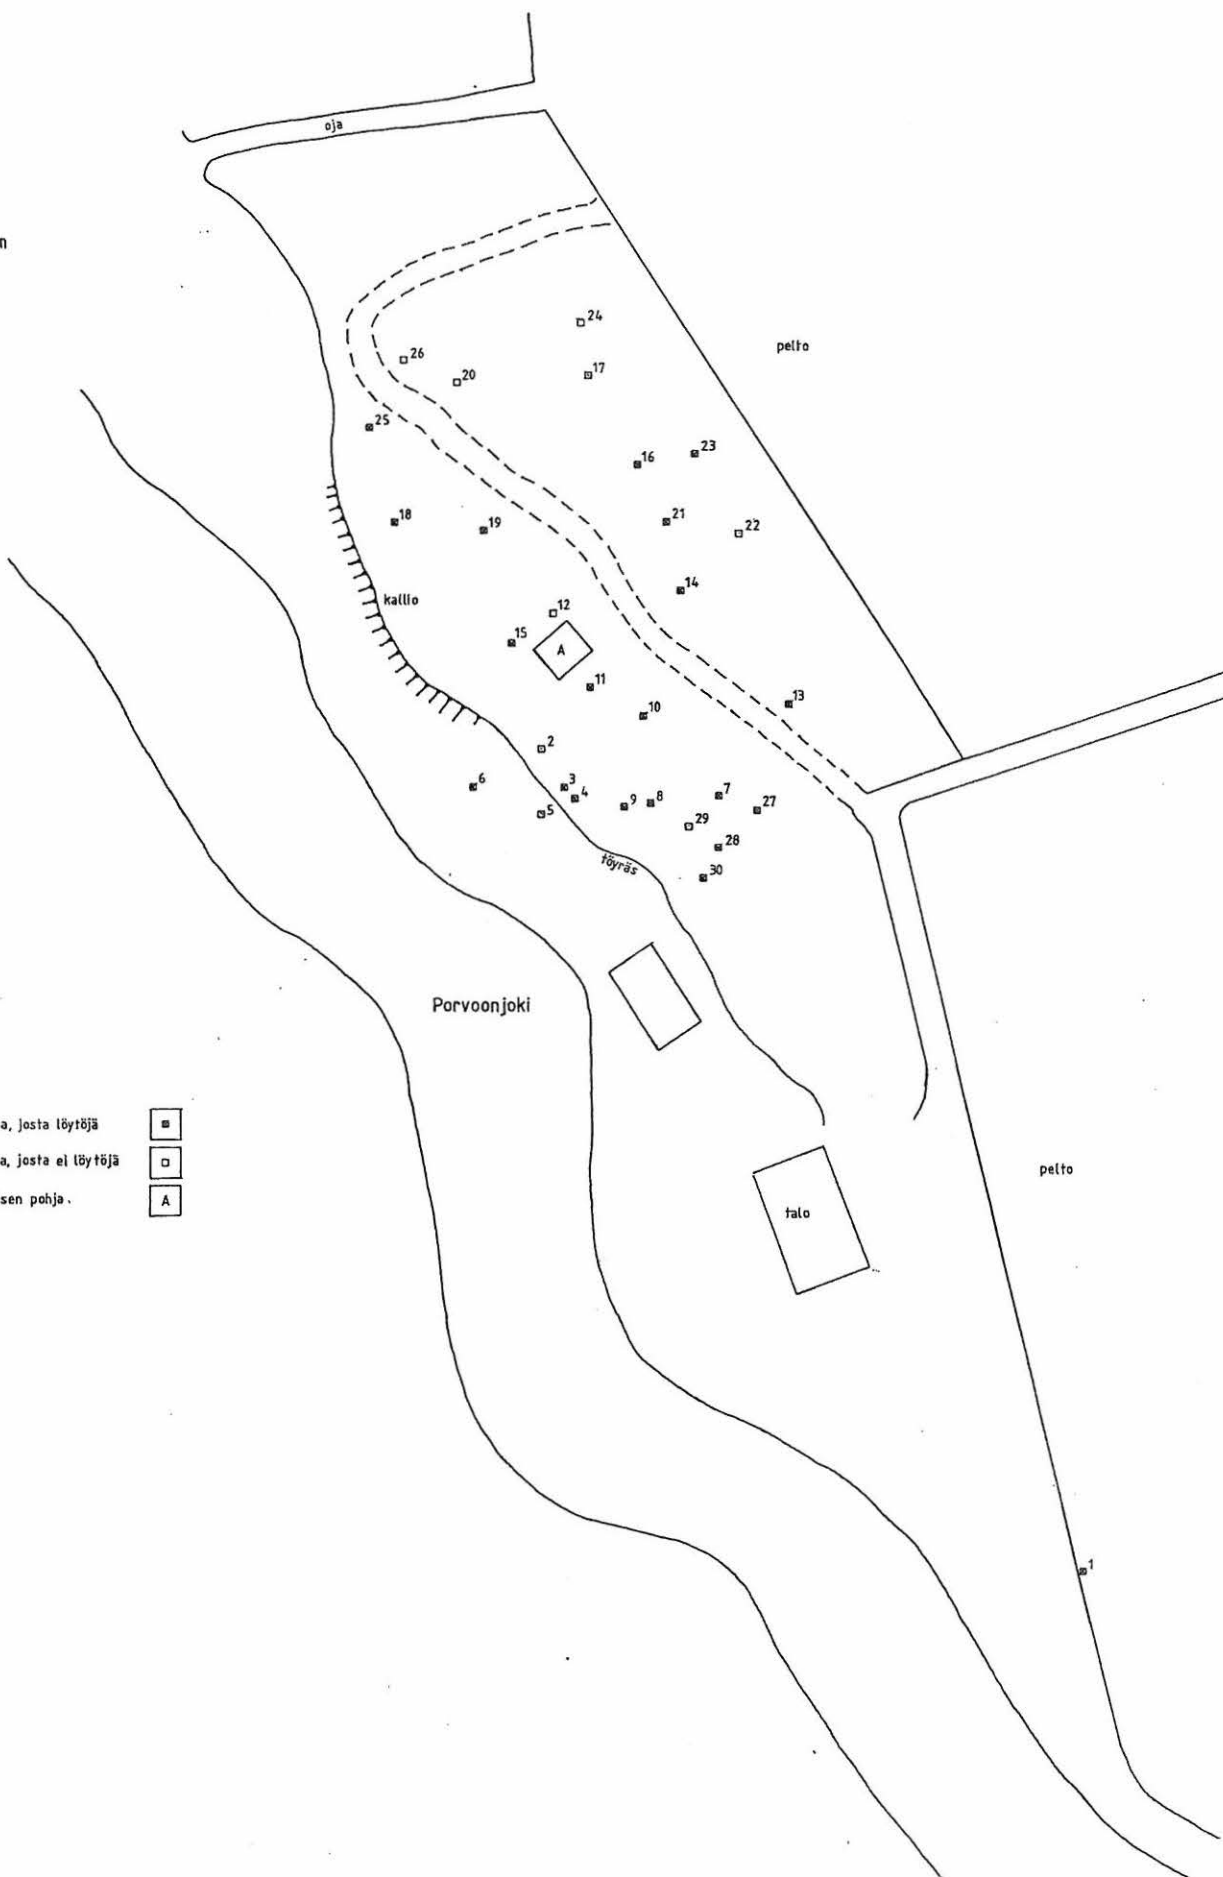 oja
n
24
pelto
26
17
20
25
23
16
18
19
21
22
14
kallio
12
15
A
11
13
10
2
6
3
4
7
5
9
8
27
29
28
töyräs
30
Porvoonjoki
a, josta löytöjä
a, josta ei löytöjä
sen pohja.
A
pelto
talo
1